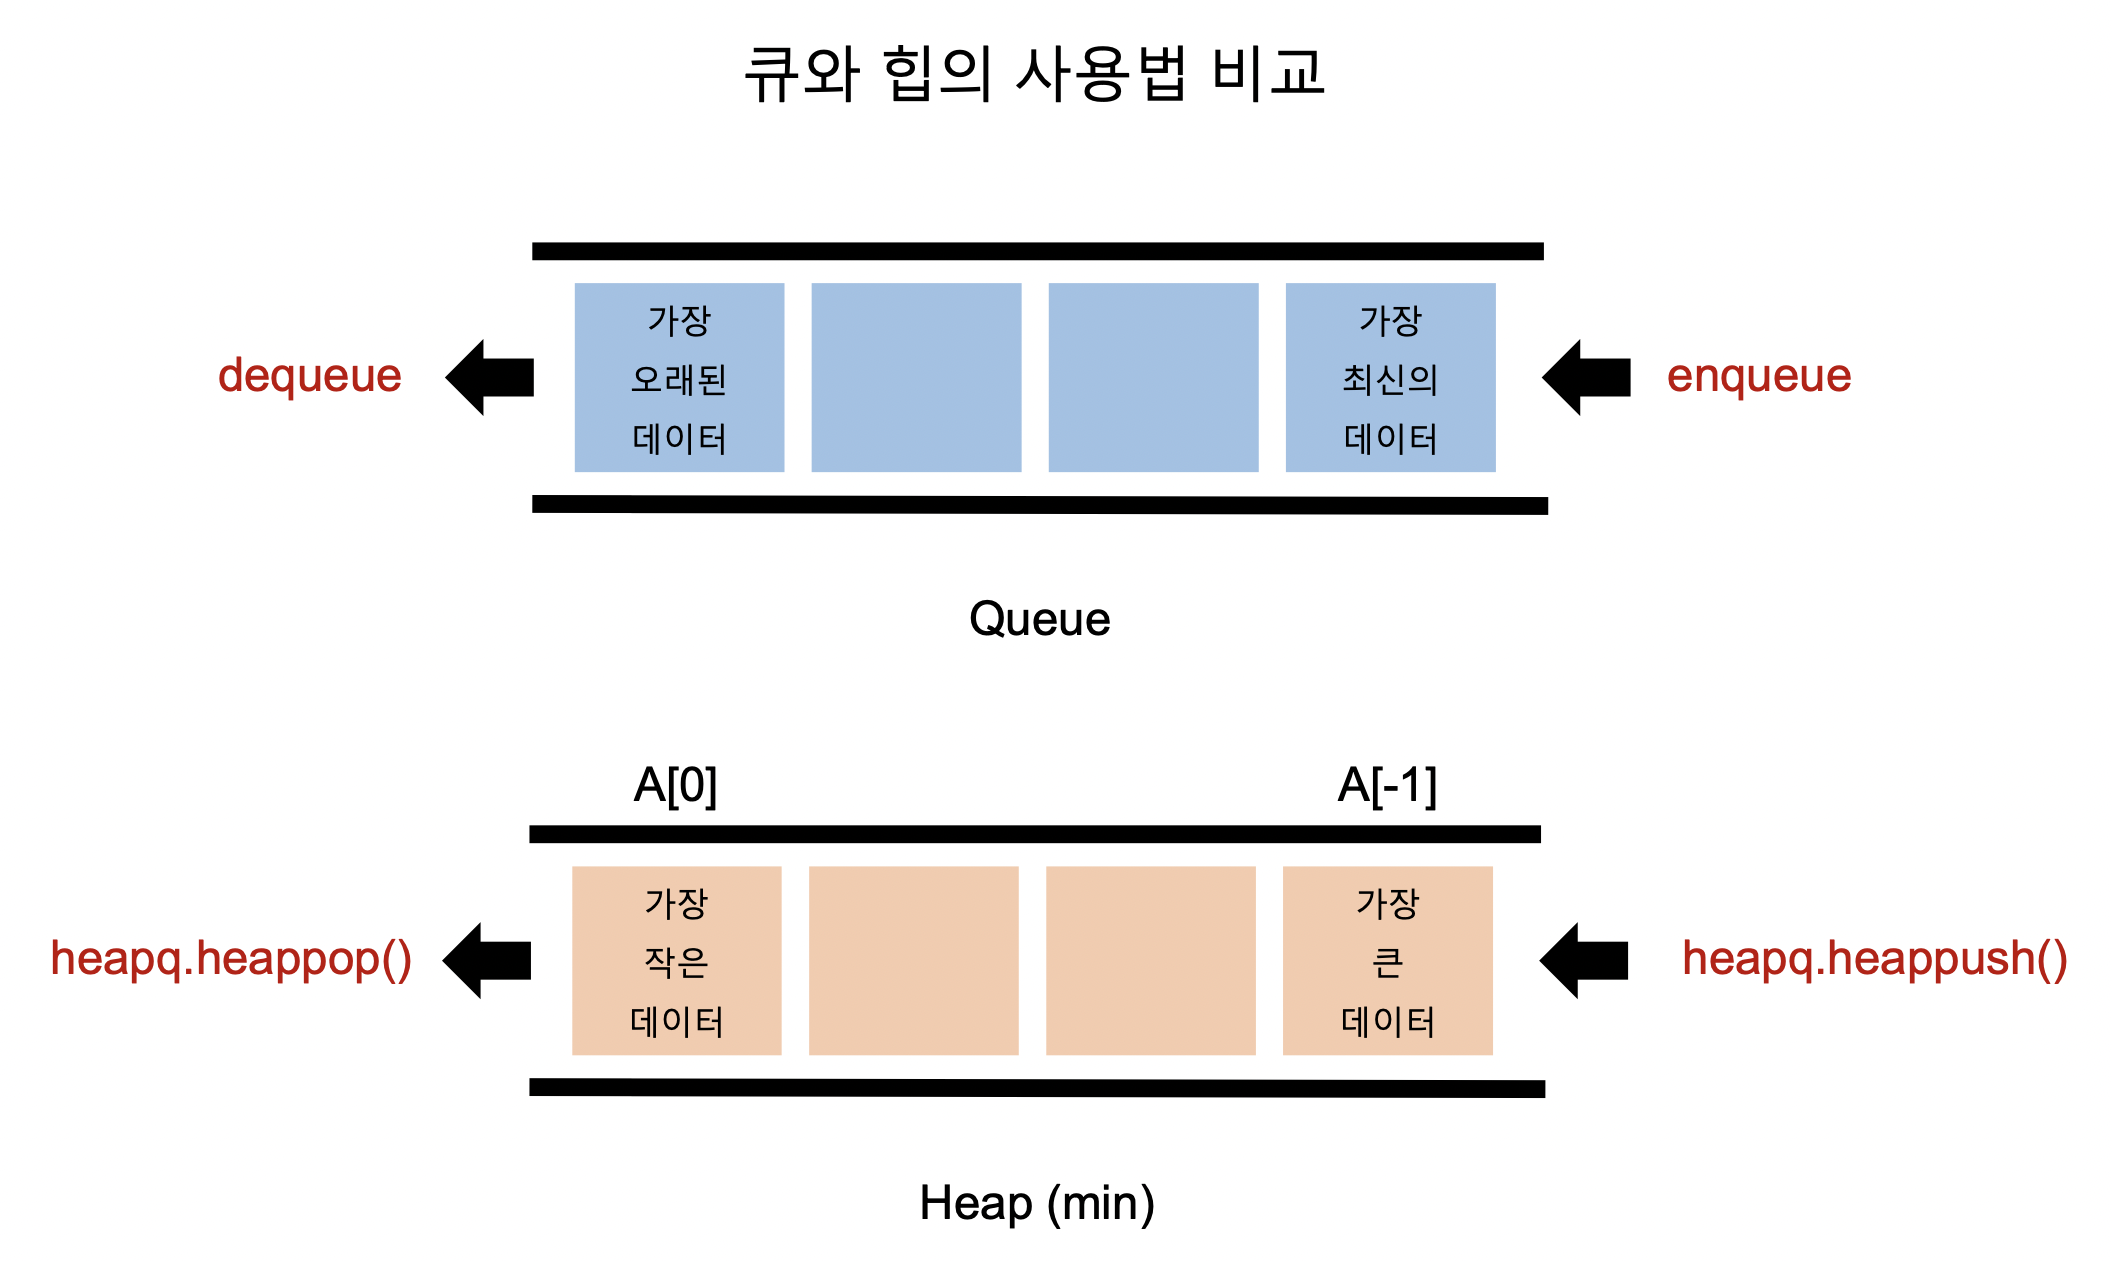 큐와 힙의 사용법 비교
가장
오래된
데이터
가장
최신의
데이터
dequeue
enqueue
Queue
A[0]
A[-1]
가장
작은
데이터
가장
큰
데이터
heapq.heappop()
heapq.heappush()
Heap (min)